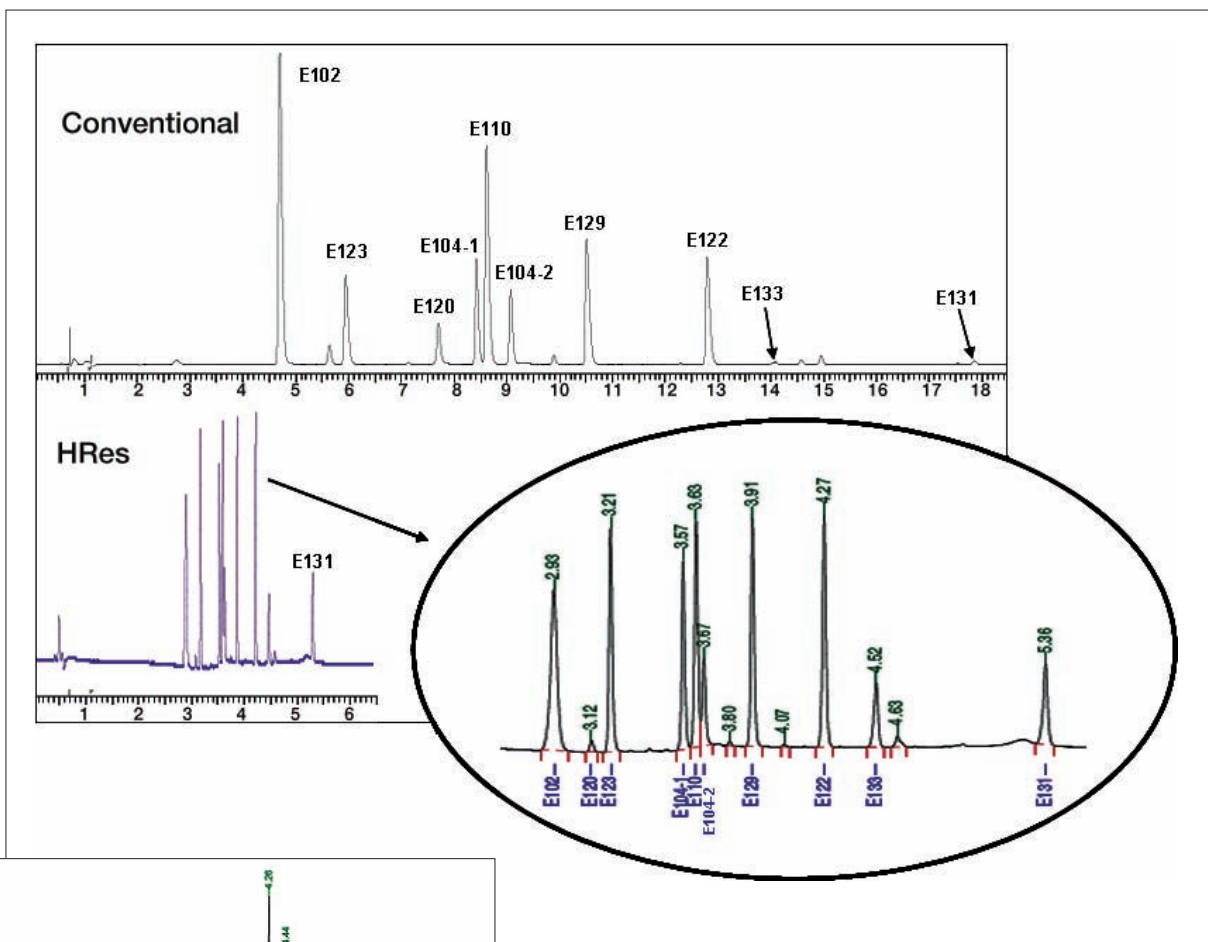 E102
Conventional
E110
E129
E123
E104-1
E122
E104-2
E133
E131
E120
1 2 3 4 5 6 7 8 9 10 11 12 13 14 15 16 17 18
HRes
E131
1 2 3 4 5 6
2.93
3.12
3.21
3.57
3.63
3.67
3.80
3.91
4.07
4.27
4.52
4.63
5.36
E102
E120
E123
E104-1
E110
E104-2
E129
E122
E133
E131
4.26